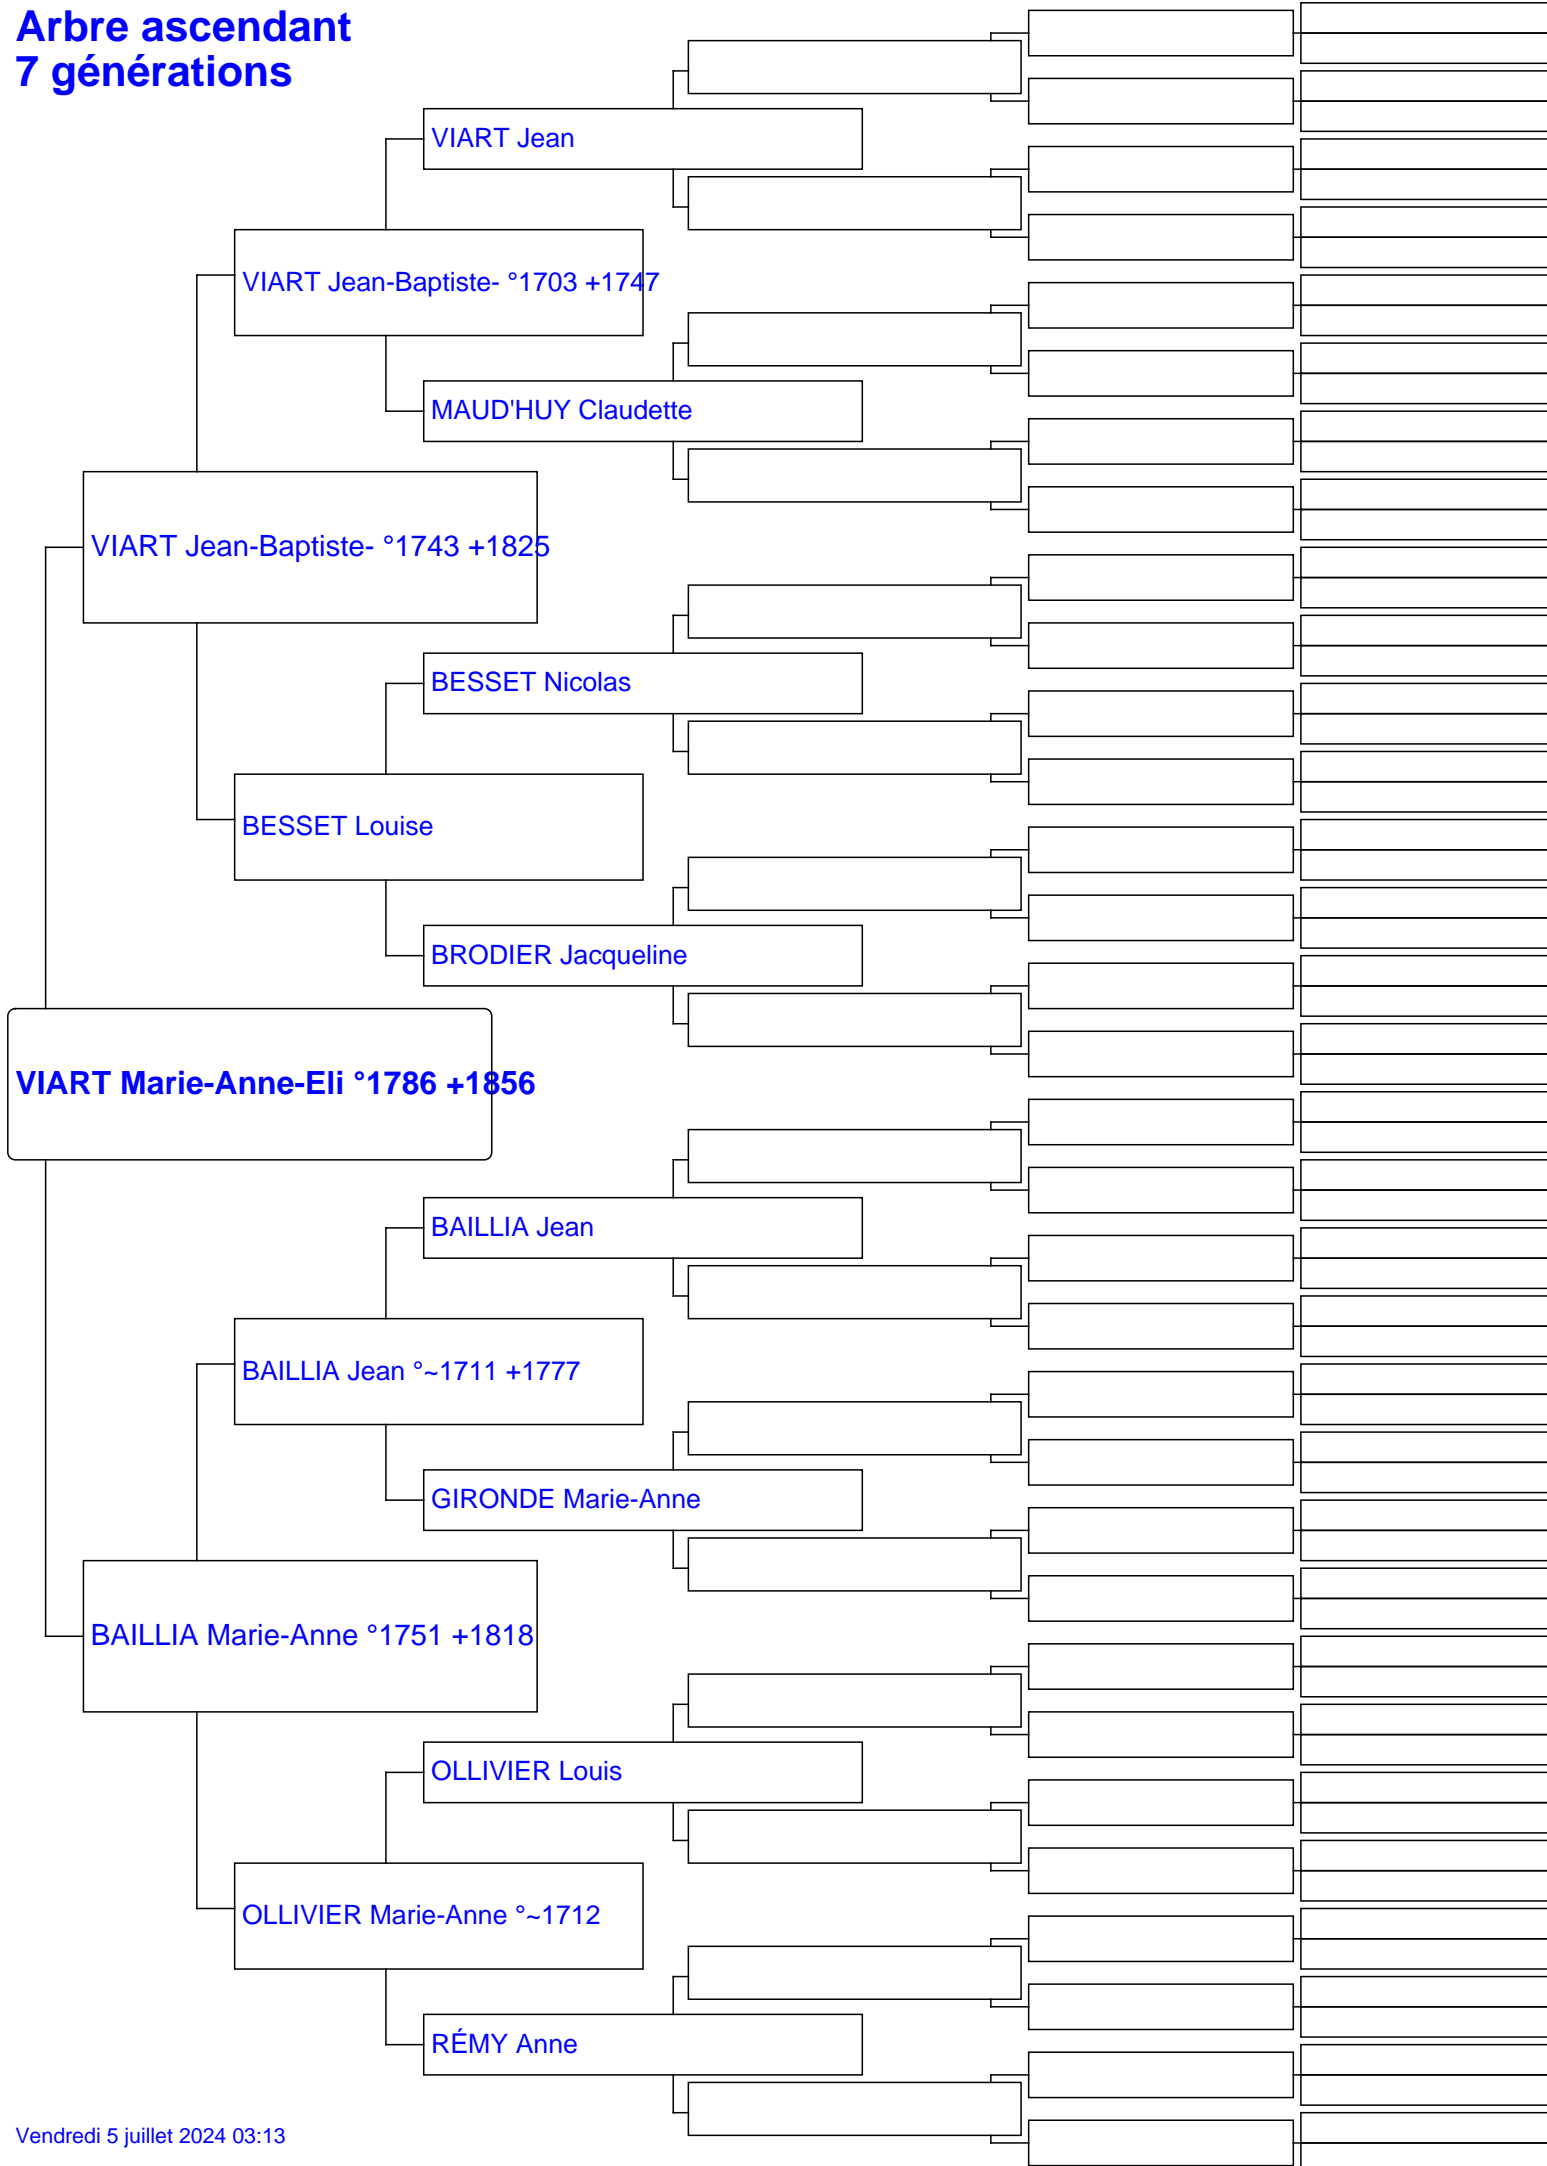 Arbre ascendant
7 générations
VIART Jean
VIART Jean-Baptiste- °1703 +1747
MAUD'HUY Claudette
VIART Jean-Baptiste- °1743 +1825
BESSET Nicolas
BESSET Louise
BRODIER Jacqueline
VIART Marie-Anne-Eli °1786 +1856
BAILLIA Jean
BAILLIA Jean °~1711 +1777
GIRONDE Marie-Anne
BAILLIA Marie-Anne °1751 +1818
OLLIVIER Louis
OLLIVIER Marie-Anne °~1712
RÉMY Anne
Vendredi 5 juillet 2024 03:13